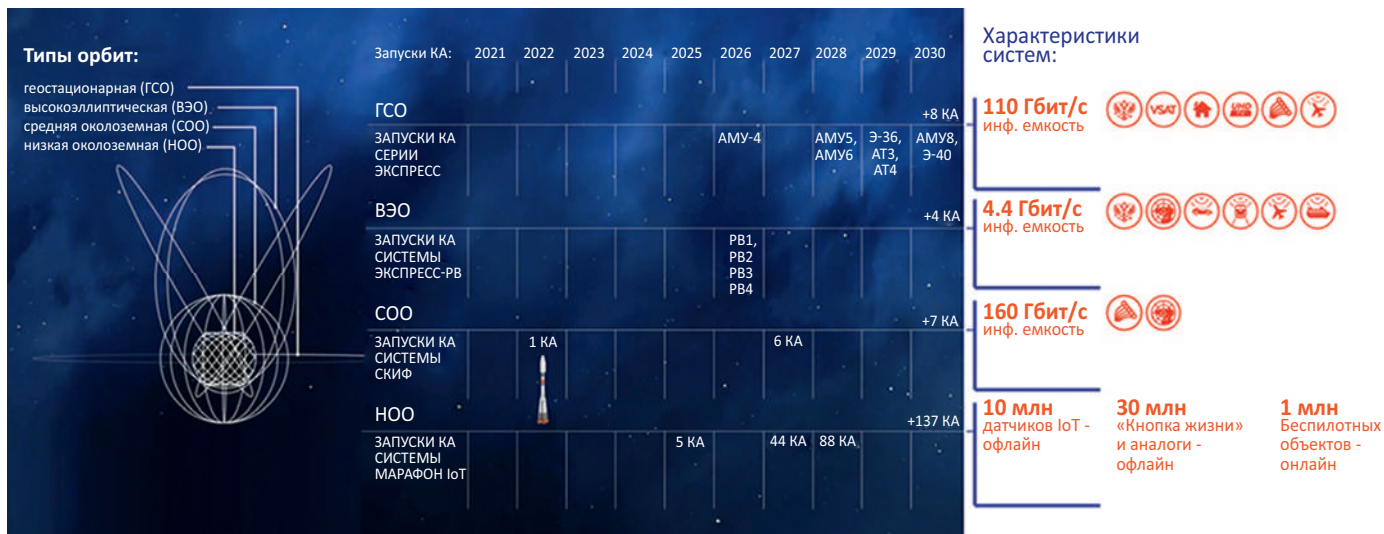 Типы орбит:
геостационарная (ГСО)
высокоэллиптическая (ВЭО)
средняя околоземная (СОО)
низкая околоземная (НОО)
Запуски КА: 2021 2022 2023 2024 2025 2026 2027 2028 2029 2030
ГСО
+8 КА
ЗАПУСКИ КА
СЕРИИ
ЭКСПРЕСС
АМУ-4
АМУ5,
АМУ6
Э-36,
АТ3,
АТ4
АМУ8,
Э-40
ВЭО
+4 КА
ЗАПУСКИ КА
СИСТЕМЫ
ЭКСПРЕСС-РВ
РВ1,
РВ2
РВ3
РВ4
СОО
+7 КА
ЗАПУСКИ КА
СИСТЕМЫ
СКИФ
1 КА
6 КА
НОО
+137 КА
ЗАПУСКИ КА
СИСТЕМЫ
МАРАФОН IoT
5 КА
44 КА
88 КА
Характеристики
систем:
110 Гбит/с
инф. емкость
VSAT
4.4 Гбит/с
инф. емкость
160 Гбит/с
инф. емкость
10 млн
датчиков IoT -
офлайн
30 млн
«Кнопка жизни»
и аналоги -
офлайн
1 млн
Беспилотных
объектов -
онлайн